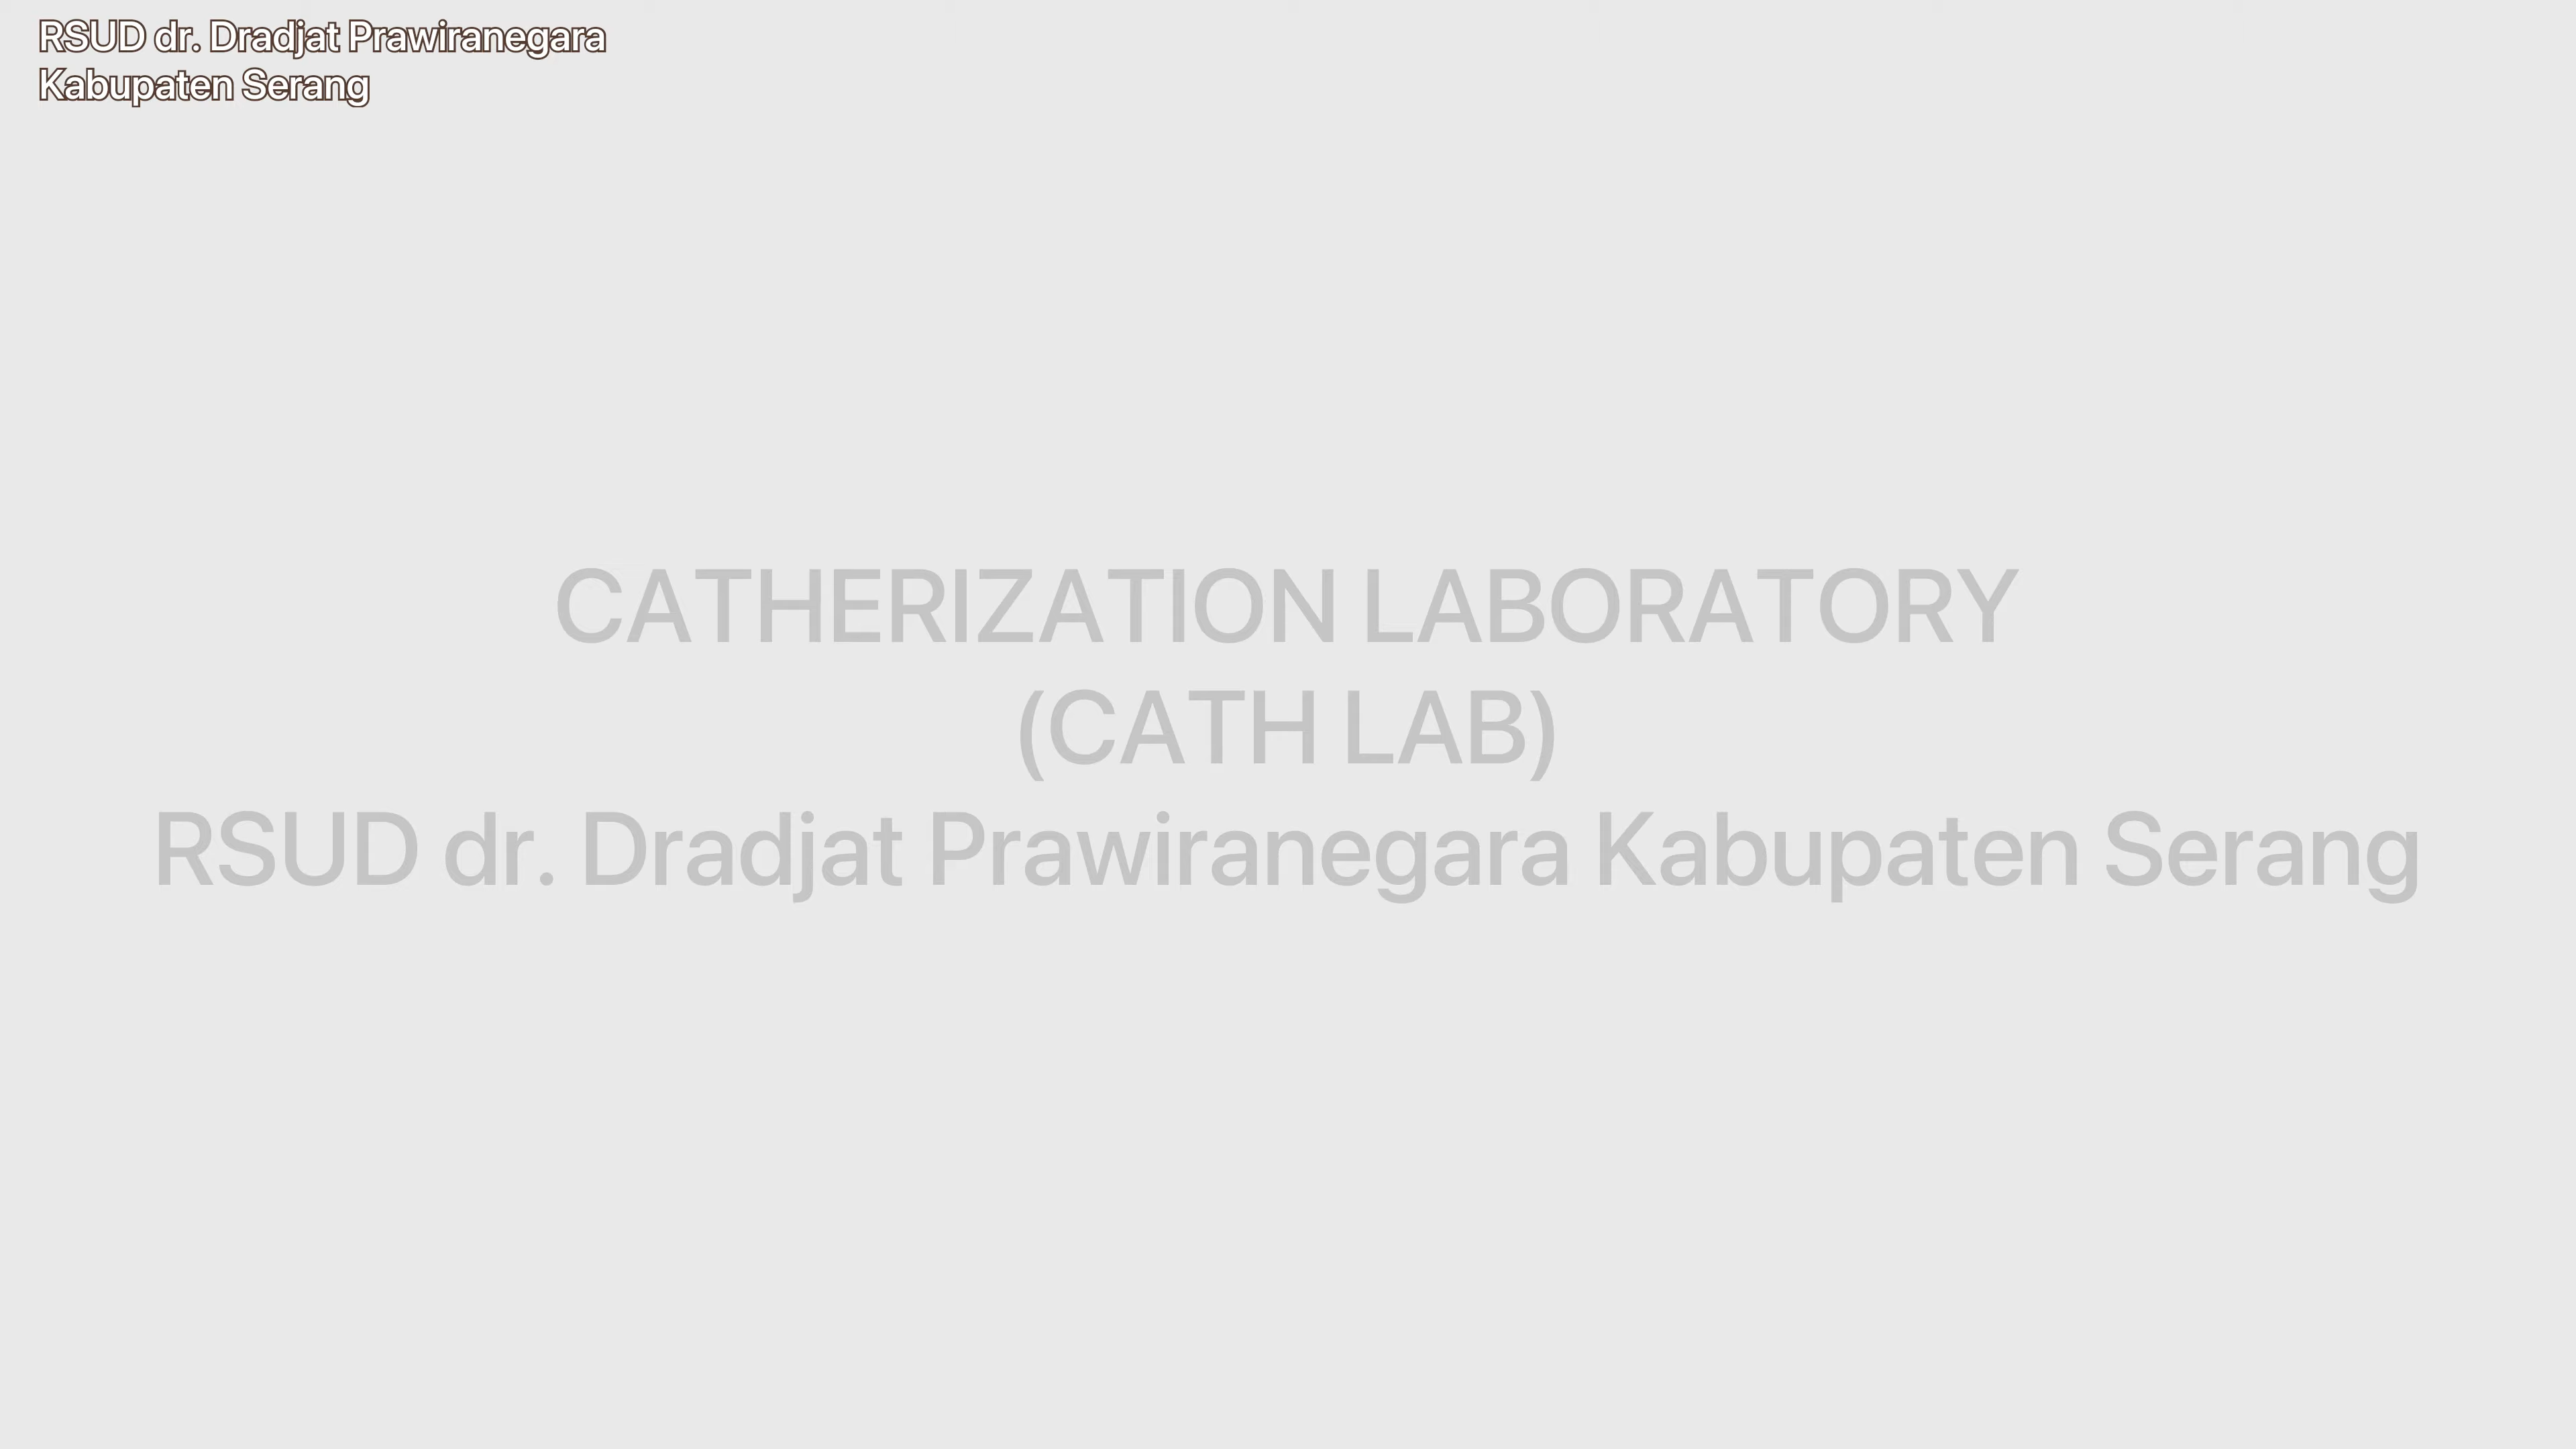 RSUD dr. Dradjat Prawiranegara
Kabupaten Serang
CATHERIZATION LABORATORY
(CATH LAB)
RSUD dr. Dradjat Prawiranegara Kabupaten Serang